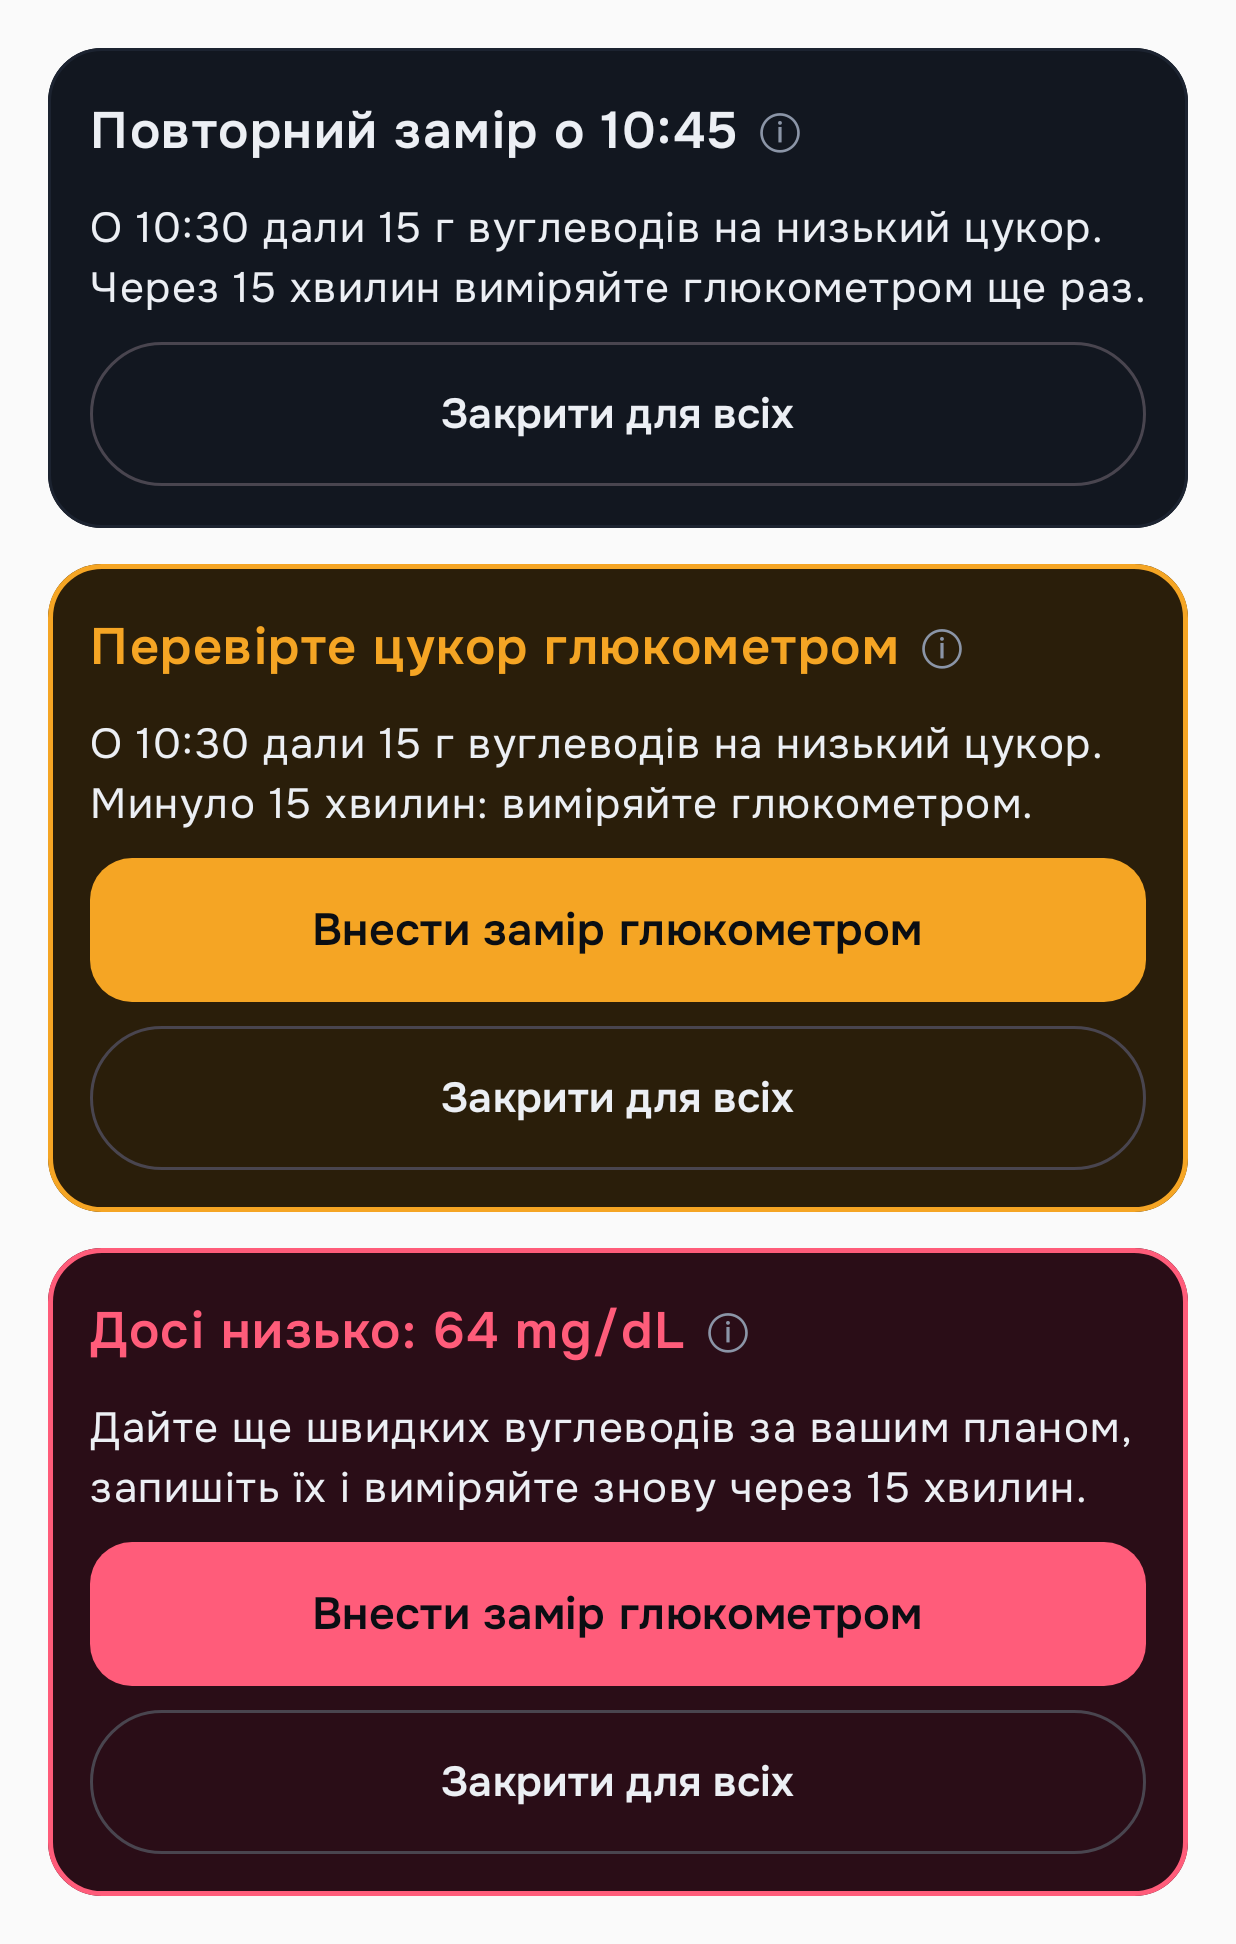 Повторний замір о 10:45
О 10:30 дали 15 г вуглеводів на низький цукор.
Через 15 хвилин виміряйте глюкометром ще раз.
Закрити для всіх
Перевірте цукор глюкометром
О 10:30 дали 15 г вуглеводів на низький цукор.
Минуло 15 хвилин: виміряйте глюкометром.
Внести замір глюкометром
Закрити для всіх
Досі низько: 64 mg/dL
Дайте ще швидких вуглеводів за вашим планом,
запишіть їх і виміряйте знову через 15 хвилин.
Внести замір глюкометром
Закрити для всіх